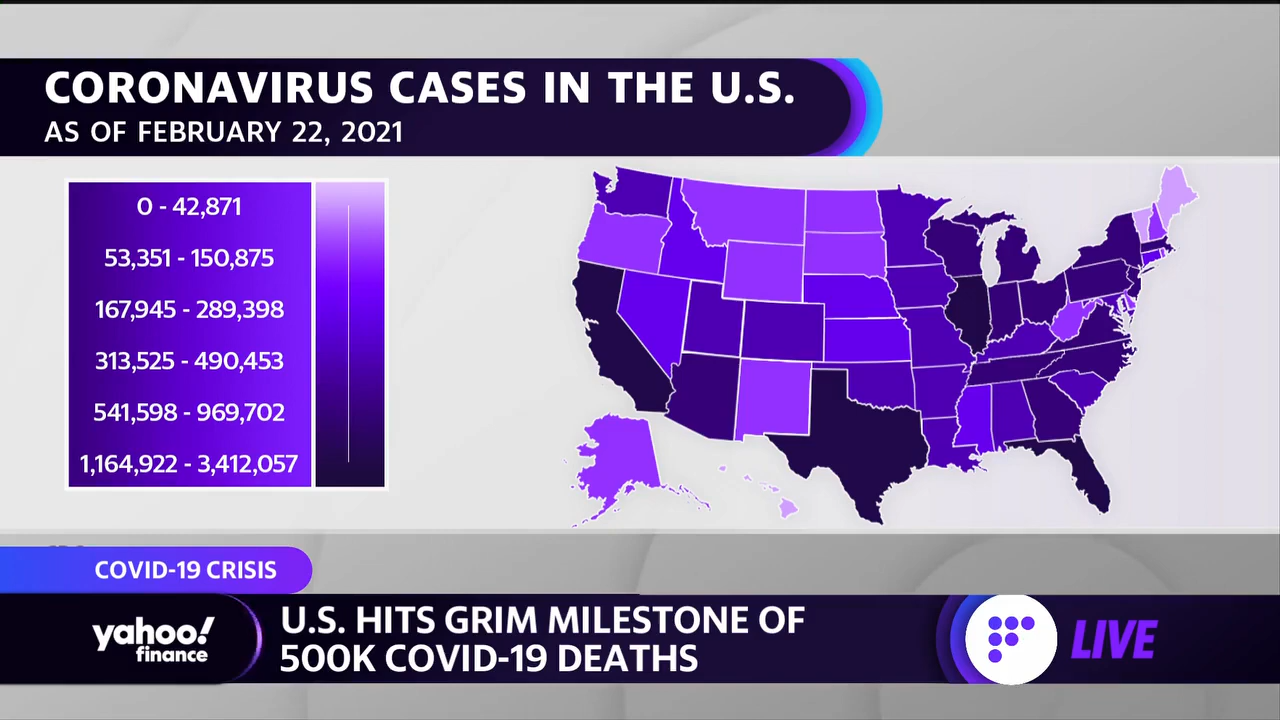 CORONAVIRUS CASES IN THE U.S.
AS OF FEBRUARY 22, 2021
0 - 42,871
53,351 - 150,875
167,945 - 289,398
313,525 - 490,453
541,598 - 969,702
1,164,922 - 3,412,057
COVID-19 CRISIS
yahoo!
finance
U.S. HITS GRIM MILESTONE OF
500K COVID-19 DEATHS
LIVE